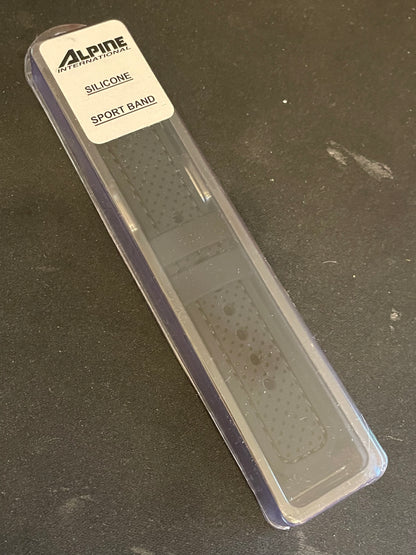 ALPINE
INTERNATIONAL
SILICONE
SPORT BAND